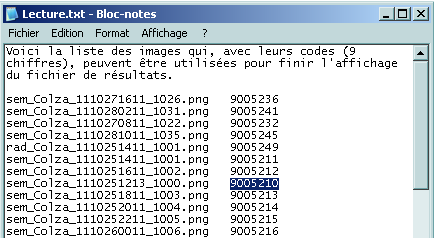 Lecture.txt - Bloc-notes
Fichier Edition Format Affichage ?
Voici la liste des images qui, avec leurs codes (9
chiffres), peuvent être utilisées pour finir l'affichage
du fichier de résultats.
sem_Colza_1110271611_1026.png 9005236
sem_Colza_1110280211_1031.png 9005241
sem_Colza_1110270811_1022.png 9005232
sem_Colza_1110281011_1035.png 9005245
rad_Colza_1110251411_1001.png 9005249
sem_Colza_1110251411_1001.png 9005211
sem_Colza_1110251611_1002.png 9005212
sem_Colza_1110251213_1000.png 9005210
sem_Colza_1110251811_1003.png 9005213
sem_Colza_1110252011_1004.png 9005214
sem_Colza_1110252211_1005.png 9005215
sem_Colza_1110260011_1006.png 9005216